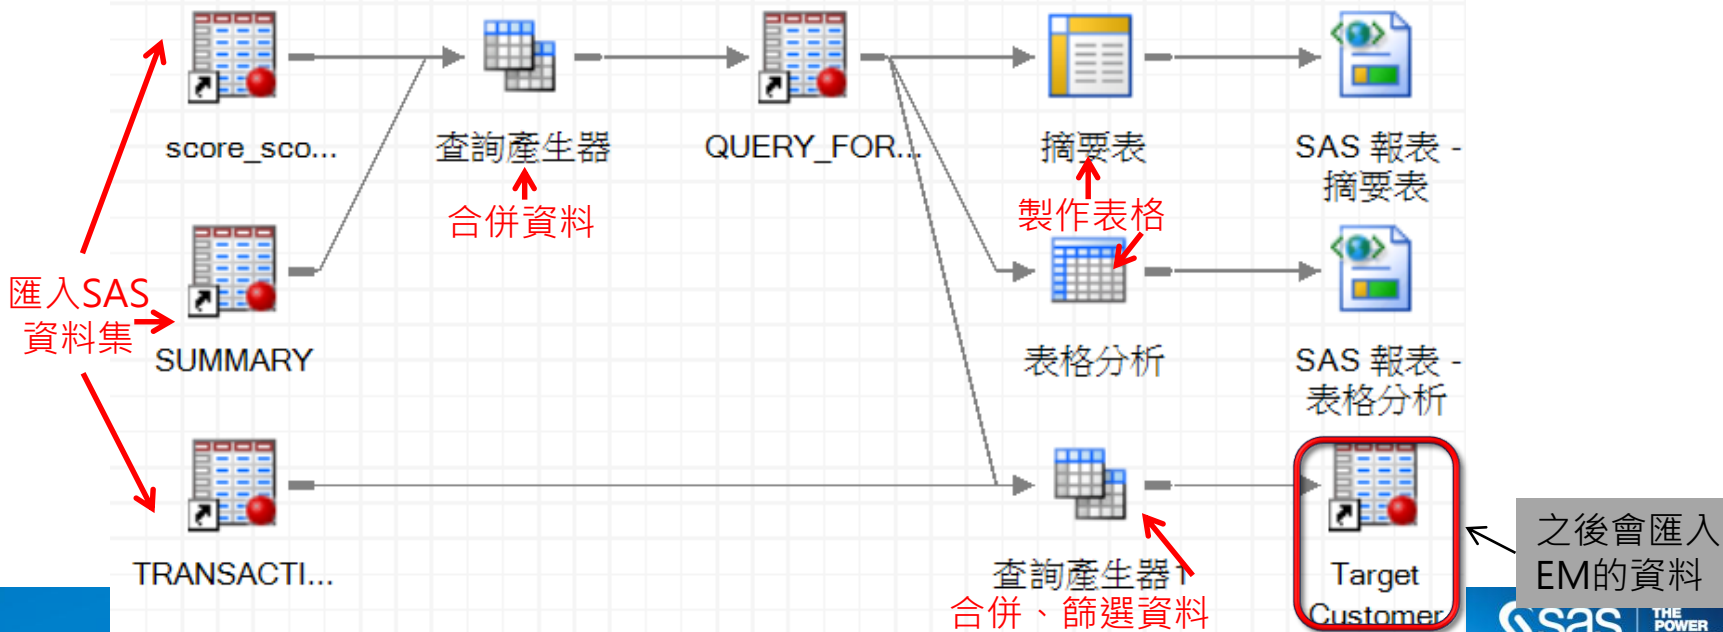 score_sco...
查詢產生器
QUERY_FOR...
摘要表
SAS 報表 -
摘要表
合併資料
製作表格
匯入SAS
資料集
SUMMARY
表格分析
SAS 報表 -
表格分析
TRANSACTI...
查詢產生器1
合併、篩選資料
Target
Customer
之後會匯入
EM的資料
sas
THE
POWER